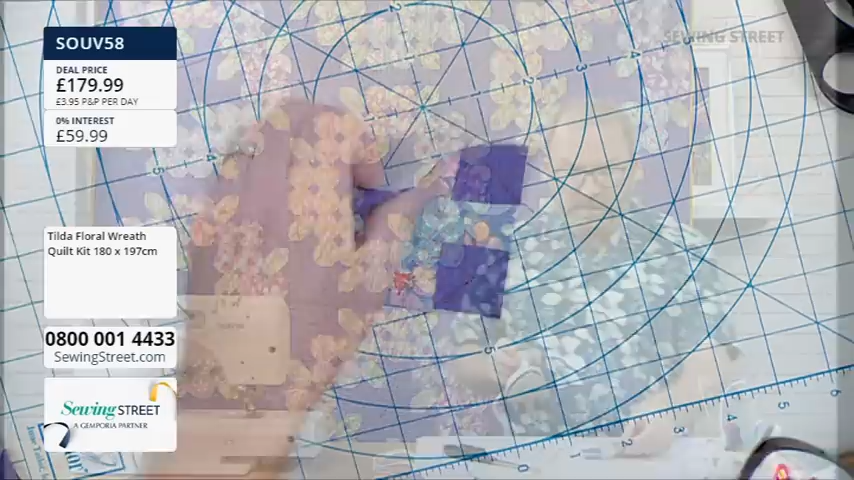 SOUV58
SEWING STREET
DEAL PRICE
£179.99
£3.95 P&P PER DAY
0% INTEREST
£59.99
Tilda Floral Wreath
Quilt Kit 180 x 197cm
0800 001 4433
SewingStreet.com
Sewing STREET
A GEMPORIA PARTNER